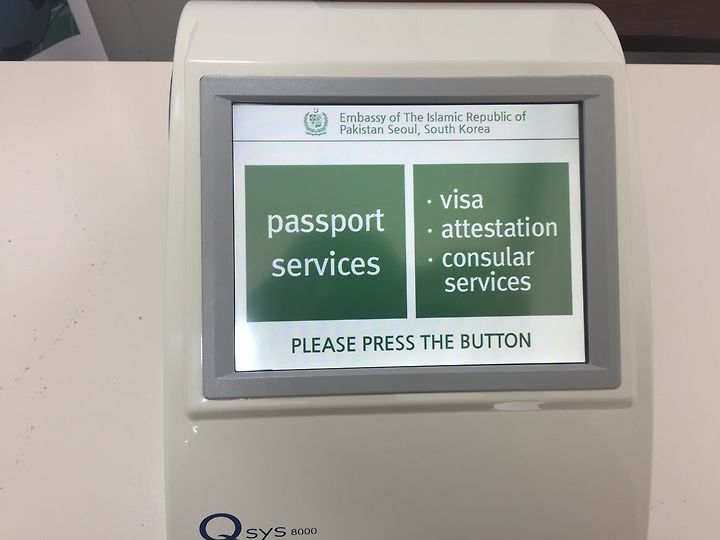 Embassy of The Islamic Republic of
Pakistan Seoul, South Korea
passport
services
· visa
· attestation
· consular
services
PLEASE PRESS THE BUTTON
Qsys 8000